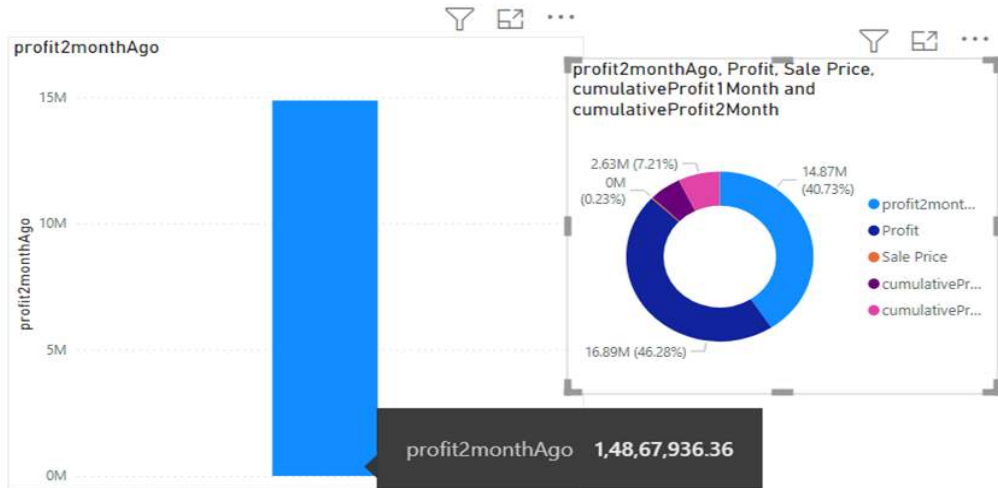 profit2monthAgo
15M
10M
5M
0M
profit2monthAgo
profit2monthAgo 1,48,67,936.36
profit2monthAgo, Profit, Sale Price,
cumulativeProfit1Month and
cumulativeProfit2Month
2.63M (7.21%)
0M
(0.23%)
14.87M
(40.73%)
16.89M (46.28%)
profit2mont...
Profit
Sale Price
cumulativePr...
cumulativePr...